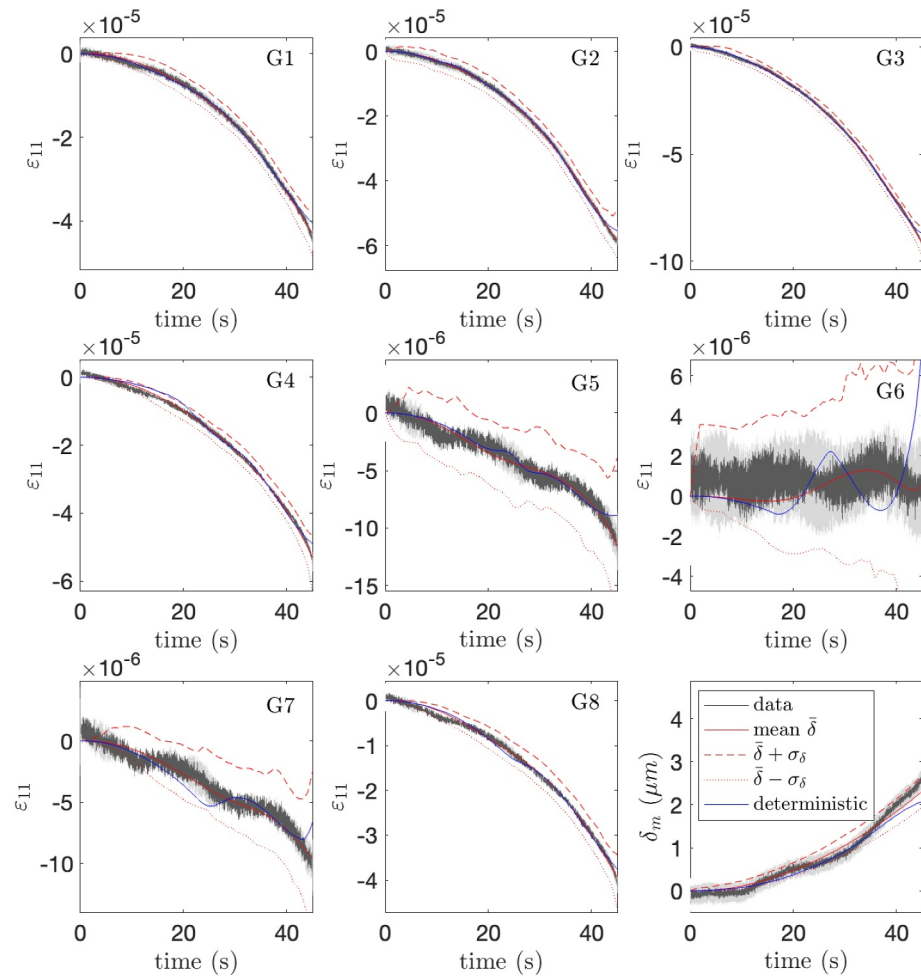 ×10⁻⁵ ×10⁻⁵ ×10⁻⁵
G1 G2 G3
0 0 0
-2 -2 -5
-4 -4 -10
-6
ε₁₁ ε₁₁ ε₁₁
0 20 40 0 20 40 0 20 40
time (s) time (s) time (s)
×10⁻⁵ ×10⁻⁶ ×10⁻⁶
G4 G5 G6
0 0 6
-2 -5 4
-4 -10 2
-6 -15 0
-2
-4
ε₁₁ ε₁₁ ε₁₁
0 20 40 0 20 40 0 20 40
time (s) time (s) time (s)
×10⁻⁶ ×10⁻⁵
G7 G8
0 0 4
-5 -1 3
-10 -2 2
-3 1
-4 0
ε₁₁ ε₁₁ δₘ (μm)
data
mean δ̄
δ̄ + σ_δ
δ̄ − σ_δ
deterministic
0 20 40 0 20 40 0 20 40
time (s) time (s) time (s)